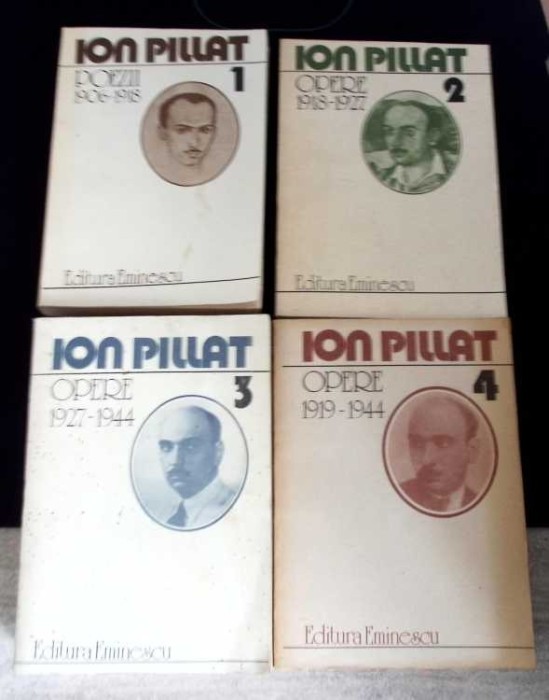 ION PILLAT
POEZII
1906-1918
1
Editura Eminescu
ION PILLAT
OPERE
1918-1927
2
Editura Eminescu
ION PILLAT
OPERE
1927-1944
3
Editura Eminescu
ION PILLAT
OPERE
1919-1944
4
Editura Eminescu